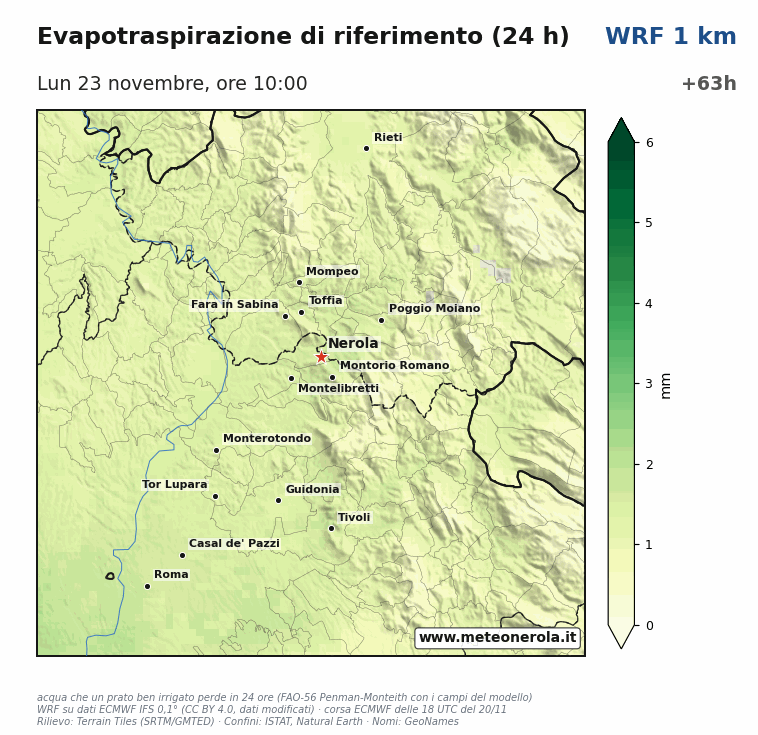 Evapotraspirazione di riferimento (24 h)
WRF 1 km
Lun 23 novembre, ore 10:00
+63h
Rieti
Mompeo
Toffia
Fara in Sabina
Poggio Moiano
Nerola
Montorio Romano
Montelibretti
Monterotondo
Tor Lupara
Guidonia
Tivoli
Casal de' Pazzi
Roma
www.meteonerola.it
6
5
4
3
2
1
0
mm
acqua che un prato ben irrigato perde in 24 ore (FAO-56 Penman-Monteith con i campi del modello)
WRF su dati ECMWF IFS 0,1° (CC BY 4.0, dati modificati) · corsa ECMWF delle 18 UTC del 20/11
Rilievo: Terrain Tiles (SRTM/GMTED) · Confini: ISTAT, Natural Earth · Nomi: GeoNames